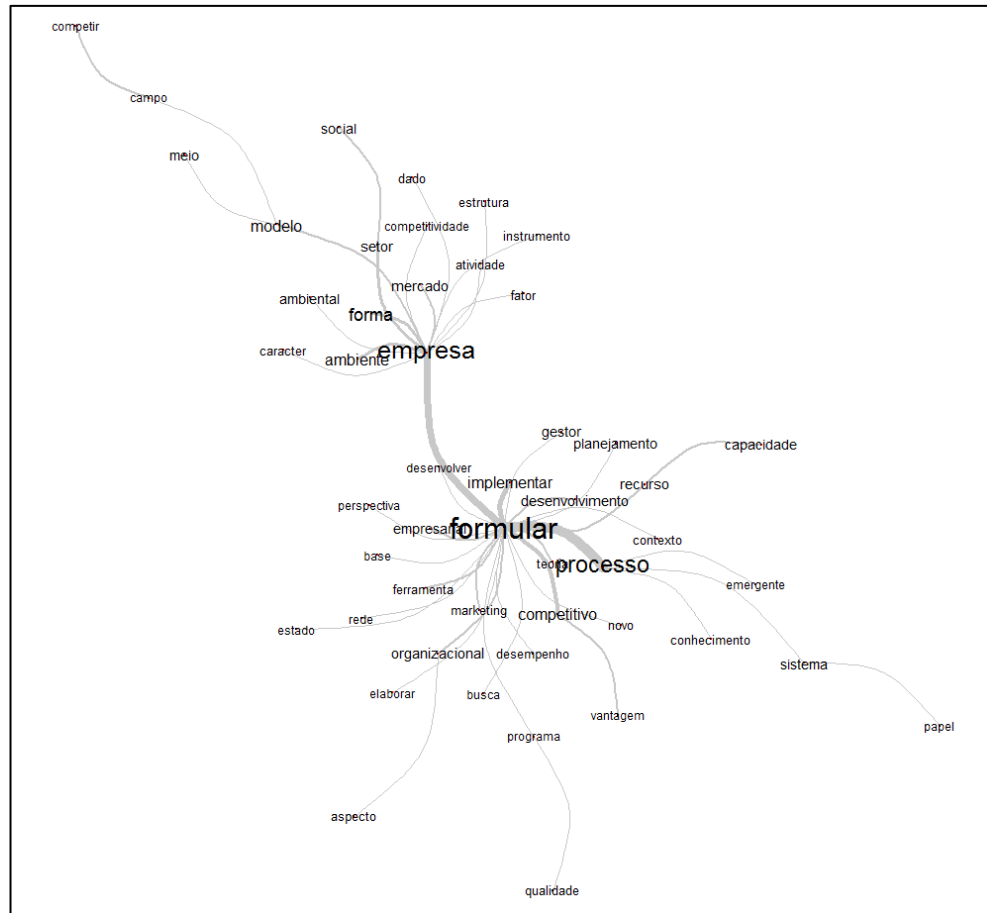 competir
campo
social
meio
dado
estrutura
competitividade
modelo
instrumento
setor
atividade
mercado
ambiental
fator
forma
empresa
caracter
ambiente
gestor
planejamento
capacidade
desenvolver
implementar
recurso
desenvolvimento
perspectiva
empresarial
formular
contexto
base
teoria
processo
emergente
ferramenta
marketing
competitivo
rede
novo
estado
conhecimento
organizacional
desempenho
sistema
elaborar
busca
vantagem
papel
programa
aspecto
qualidade